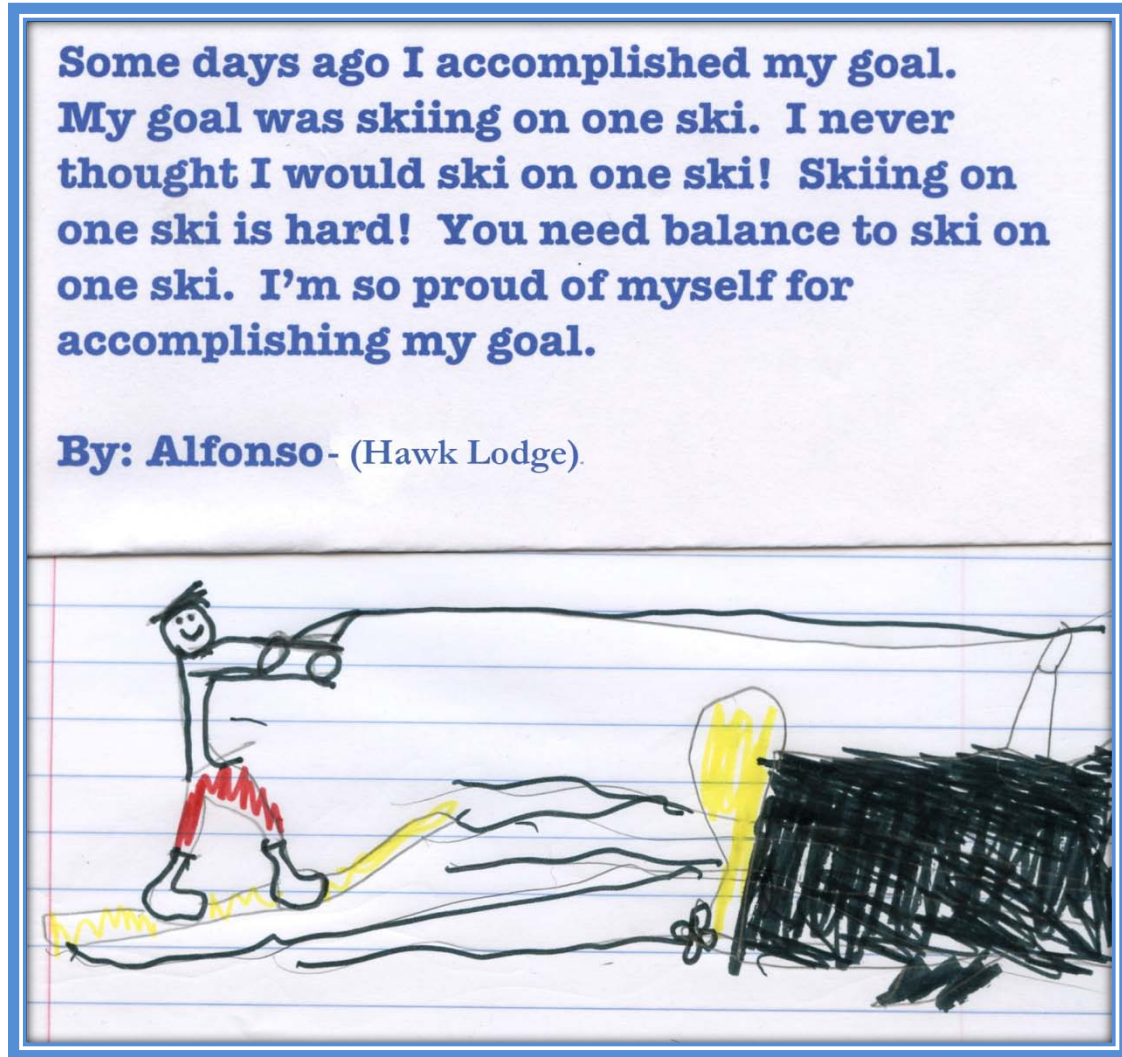 Some days ago I accomplished my goal.
My goal was skiing on one ski.  I never
thought I would ski on one ski!  Skiing on
one ski is hard!  You need balance to ski on
one ski.  I'm so proud of myself for
accomplishing my goal.
By: Alfonso- (Hawk Lodge).